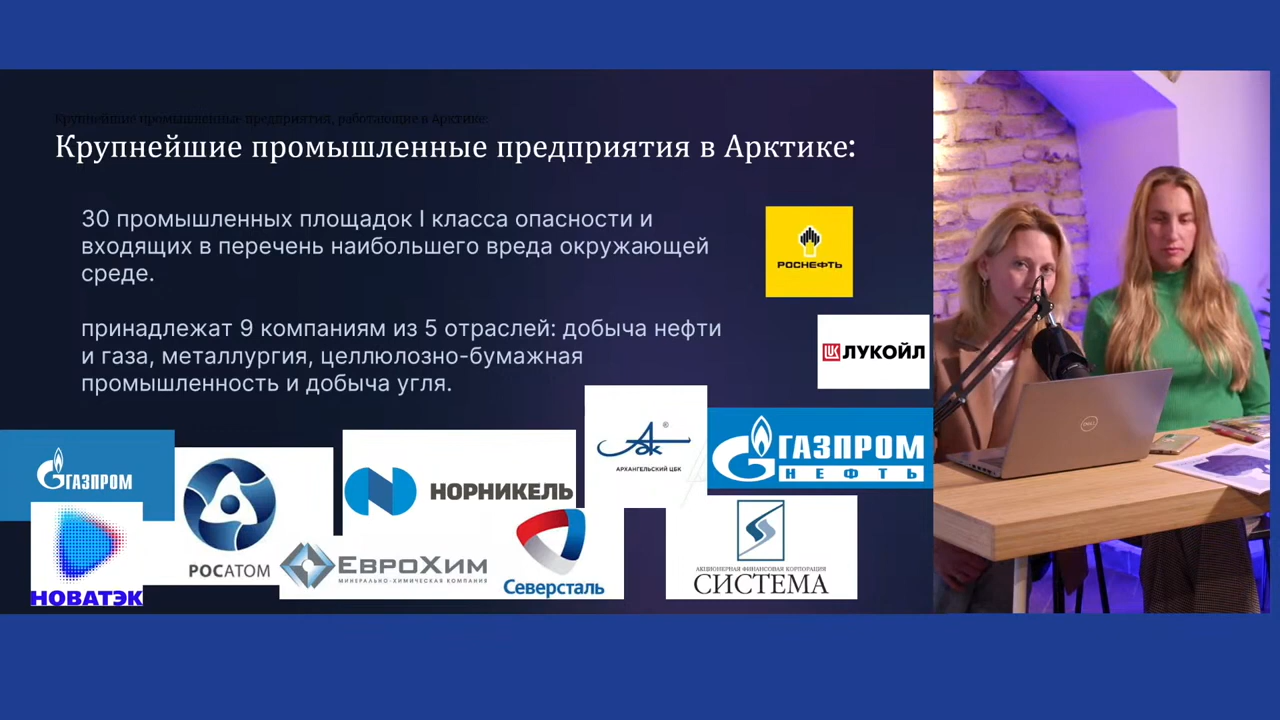 Крупнейшие промышленные предприятия, работающие в Арктике:
Крупнейшие промышленные предприятия в Арктике:
30 промышленных площадок I класса опасности и
входящих в перечень наибольшего вреда окружающей
среде.
принадлежат 9 компаниям из 5 отраслей: добыча нефти
и газа, металлургия, целлюлозно-бумажная
промышленность и добыча угля.
РОСНЕФТЬ
ЛУКОЙЛ
ГАЗПРОМ
НЕФТЬ
АРХАНГЕЛЬСКИЙ ЦБК
ГАЗПРОМ
НОВАТЭК
РОСАТОМ
НОРНИКЕЛЬ
ЕВРОХИМ
МИНЕРАЛЬНО-ХИМИЧЕСКАЯ КОМПАНИЯ
Северсталь
АКЦИОНЕРНАЯ ФИНАНСОВАЯ КОРПОРАЦИЯ
СИСТЕМА
DELL